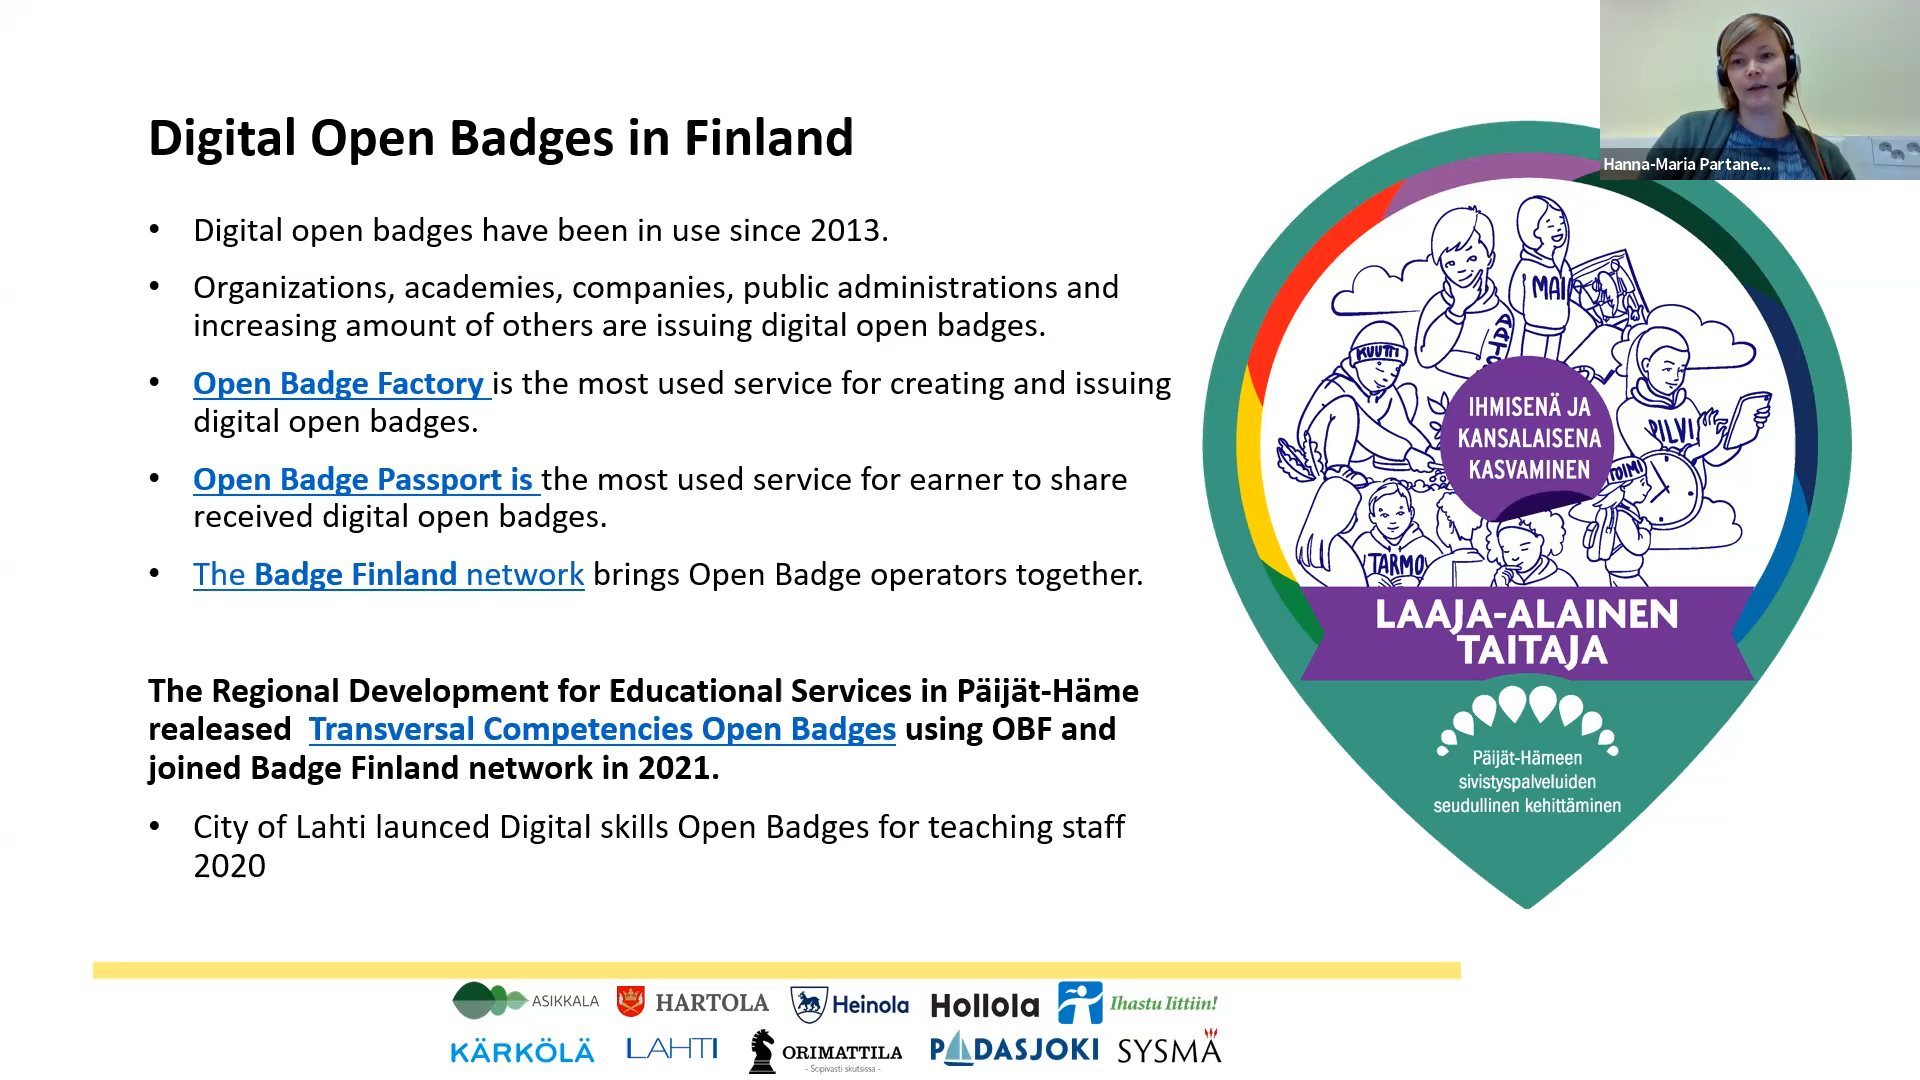 Digital Open Badges in Finland
• Digital open badges have been in use since 2013.
• Organizations, academies, companies, public administrations and
increasing amount of others are issuing digital open badges.
• Open Badge Factory is the most used service for creating and issuing
digital open badges.
• Open Badge Passport is the most used service for earner to share
received digital open badges.
• The Badge Finland network brings Open Badge operators together.
The Regional Development for Educational Services in Päijät-Häme
realeased Transversal Competencies Open Badges using OBF and
joined Badge Finland network in 2021.
• City of Lahti launced Digital skills Open Badges for teaching staff
2020
Hanna-Maria Partane...
MAI
KUUTTI
IHMISENÄ JA
KANSALAISENA
KASVAMINEN
PILVI
TOIMI
TARMO
LAAJA-ALAINEN
TAITAJA
Päijät-Hämeen
sivistyspalveluiden
seudullinen kehittäminen
ASIKKALA
HARTOLA
Heinola
Hollola
Ihastu Iittiin!
KÄRKÖLÄ
LAHTI
ORIMATTILA
- Sopivasti skutsissa -
PADASJOKI
SYSMÄ